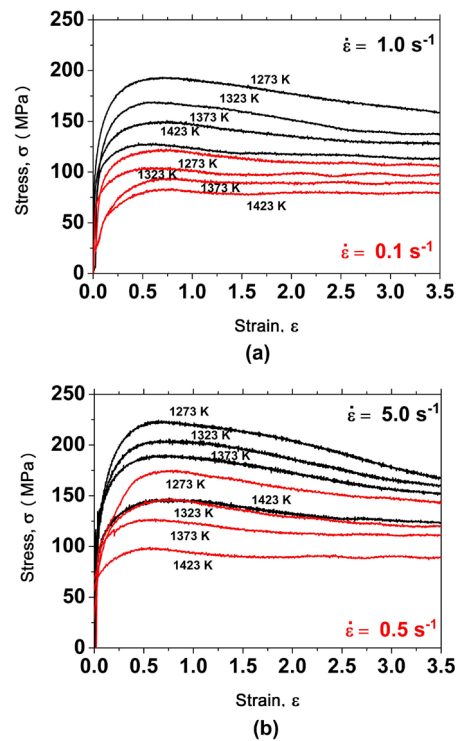 ε̇ = 1.0 s⁻¹
250
200
150
100
50
0
Stress, σ ( MPa)
1273 K
1323 K
1373 K
1423 K
1273 K
1323 K
1373 K
1423 K
ε̇ = 0.1 s⁻¹
0.0 0.5 1.0 1.5 2.0 2.5 3.0 3.5
Strain, ε
(a)
ε̇ = 5.0 s⁻¹
250
200
150
100
50
0
Stress, σ (MPa)
1273 K
1323 K
1373 K
1273 K
1423 K
1323 K
1373 K
1423 K
ε̇ = 0.5 s⁻¹
0.0 0.5 1.0 1.5 2.0 2.5 3.0 3.5
Strain, ε
(b)